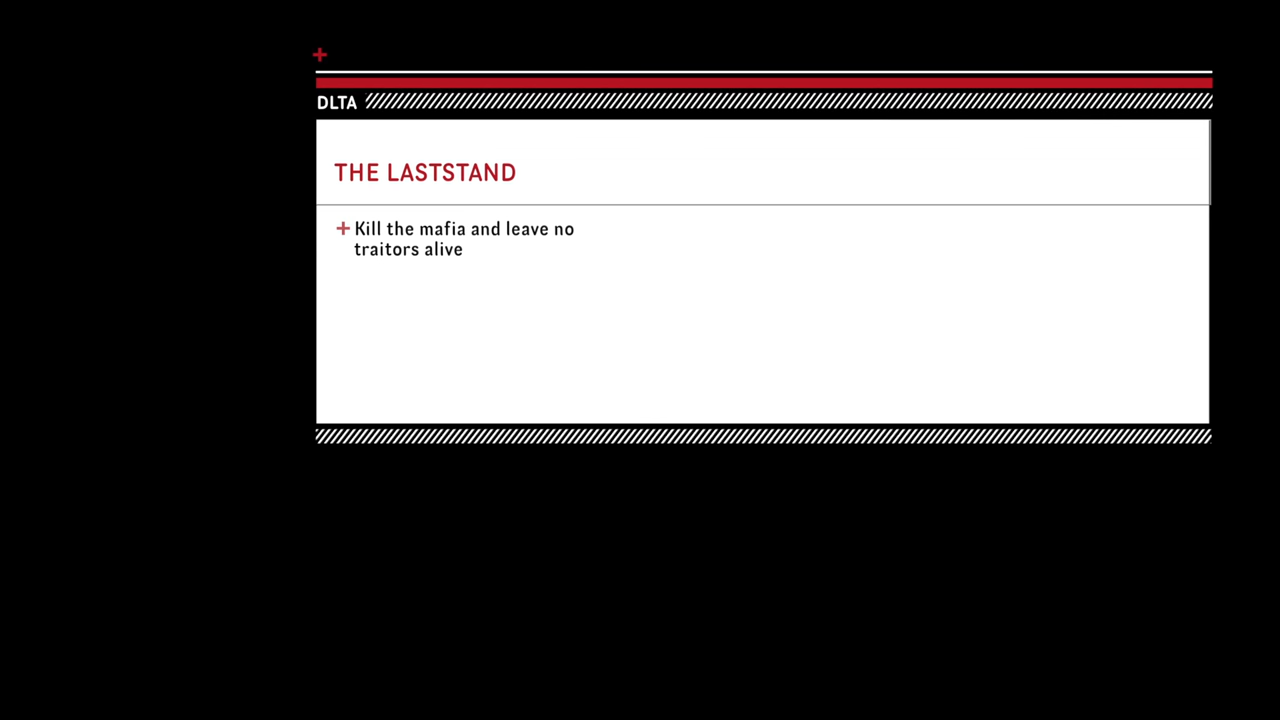 DLTA
THE LASTSTAND
Kill the mafia and leave no
traitors alive